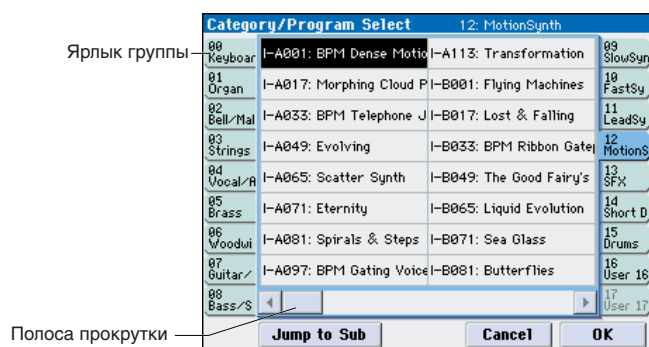 Category/Program Select 12: MotionSynth
Ярлык группы
00 Keyboar
01 Organ
02 Bell/Mal
03 Strings
04 Vocal/A
05 Brass
06 Woodwi
07 Guitar/
08 Bass/S
I-A001: BPM Dense Motio I-A113: Transformation
I-A017: Morphing Cloud P I-B001: Flying Machines
I-A033: BPM Telephone J I-B017: Lost & Falling
I-A049: Evolving I-B033: BPM Ribbon Gate
I-A065: Scatter Synth I-B049: The Good Fairy's
I-A071: Eternity I-B065: Liquid Evolution
I-A081: Spirals & Steps I-B071: Sea Glass
I-A097: BPM Gating Voice I-B081: Butterflies
09 SlowSyn
10 FastSy
11 LeadSy
12 MotionS
13 SFX
14 Short D
15 Drums
16 User 16
17 User 17
Полоса прокрутки
Jump to Sub Cancel OK